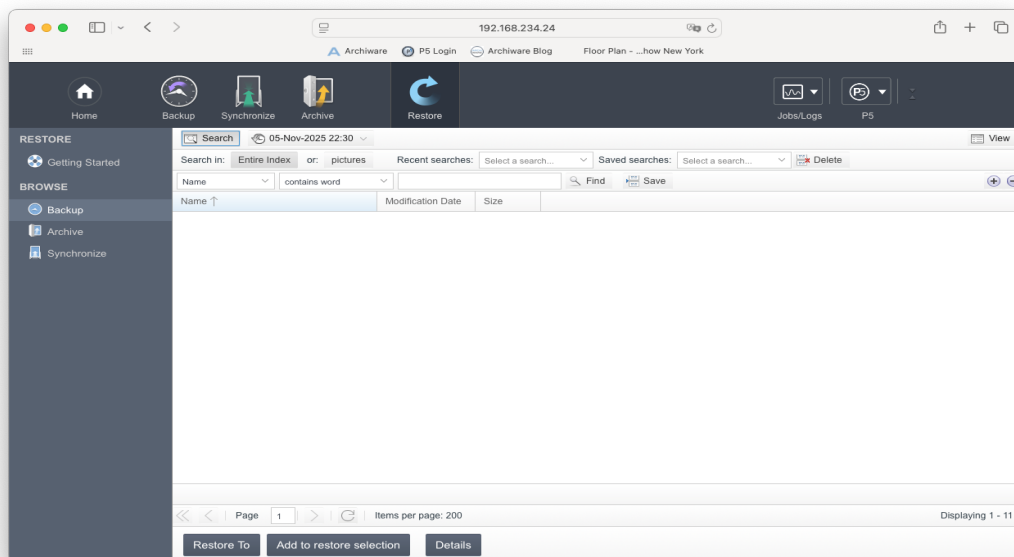 192.168.234.24
Archiware P5 Login Archiware Blog Floor Plan - ...how New York
Home Backup Synchronize Archive Restore Jobs/Logs P5
RESTORE
Getting Started
BROWSE
Backup
Archive
Synchronize
Search 05-Nov-2025 22:30 View
Search in: Entire Index or: pictures Recent searches: Select a search... Saved searches: Select a search... Delete
Name contains word Find Save
Name Modification Date Size
Page 1 Items per page: 200 Displaying 1 - 11
Restore To Add to restore selection Details